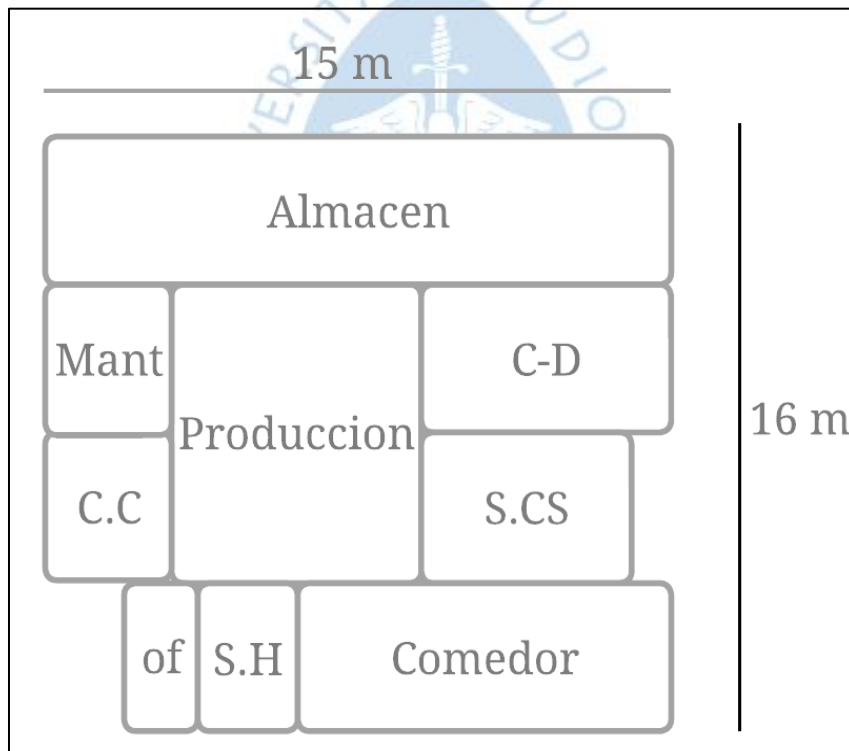 15 m
Almacen
Mant
C-D
Produccion
16 m
C.C
S.CS
of
S.H
Comedor